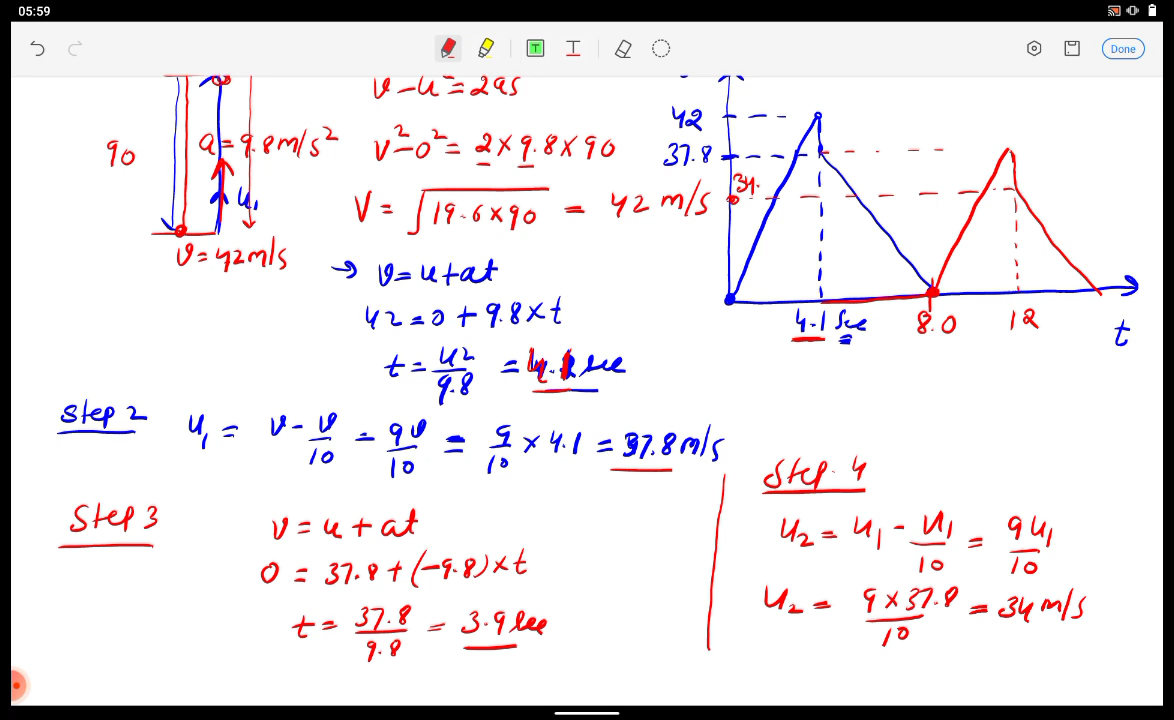 05:59
T
T
Done
v² - u² = 2as
90
a = 9.8 m/s²
v² - 0² = 2 × 9.8 × 90
u₁
V = √19.6 × 90 = 42 m/s
v = 42 m/s
→ v = u + at
42 = 0 + 9.8 × t
t = 42/9.8 = 4.1 sec
42
37.8
34.
4.1 Sec
8.0
12
t
Step 2
u₁ = v - v/10 = 9v/10 = 9/10 × 4.1 = 37.8 m/s
Step 3
v = u + at
0 = 37.8 + (-9.8) × t
t = 37.8/9.8 = 3.9 sec
Step. 4
u₂ = u₁ - u₁/10 = 9u₁/10
u₂ = 9 × 37.8/10 = 34 m/s